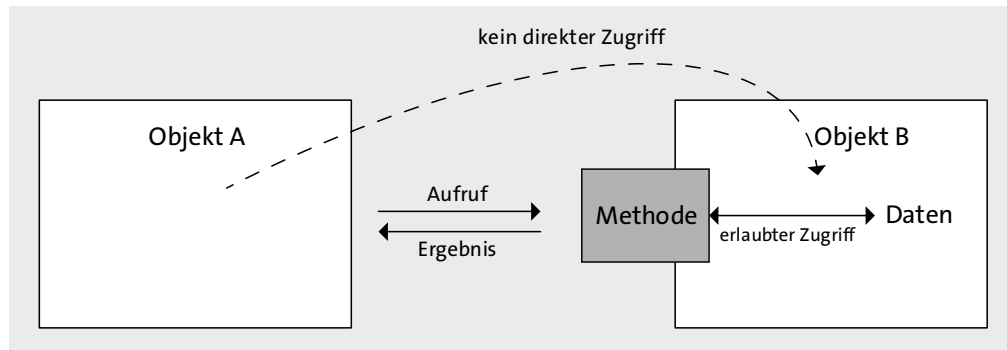 kein direkter Zugriff
Objekt A
Objekt B
Aufruf
Ergebnis
Methode
erlaubter Zugriff
Daten